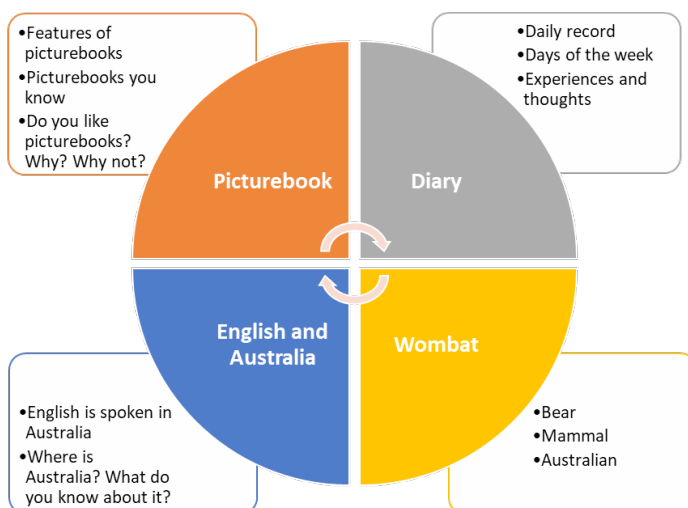 •Features of
picturebooks
•Picturebooks you
know
•Do you like
picturebooks?
Why? Why not?
•Daily record
•Days of the week
•Experiences and
thoughts
Picturebook
Diary
English and
Australia
Wombat
•English is spoken in
Australia
•Where is
Australia? What do
you know about it?
•Bear
•Mammal
•Australian